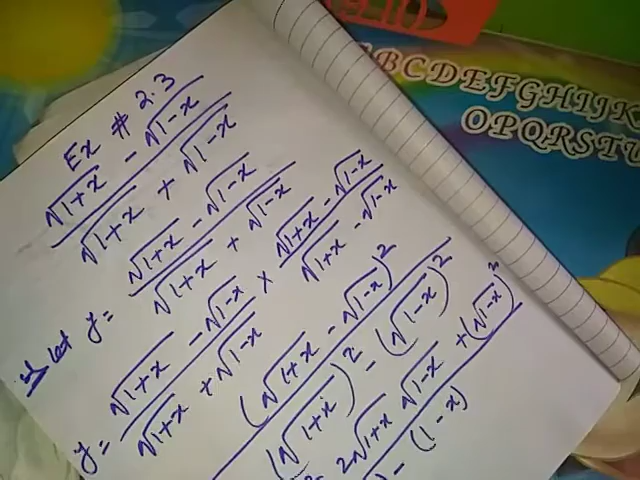 Ex # 2.3
(√(1+x) - √(1-x)) / (√(1+x) + √(1-x))
Let y = (√(1+x) - √(1-x)) / (√(1+x) + √(1-x))
y = (√(1+x) - √(1-x)) / (√(1+x) + √(1-x)) × (√(1+x) - √(1-x)) / (√(1+x) - √(1-x))
(√(1+x) - √(1-x))² / ((√(1+x))² - (√(1-x))²)
2√(1+x) √(1-x) + (√(1-x))²
) - (1-x)
BCDEFGHIJK
OPQRSTU